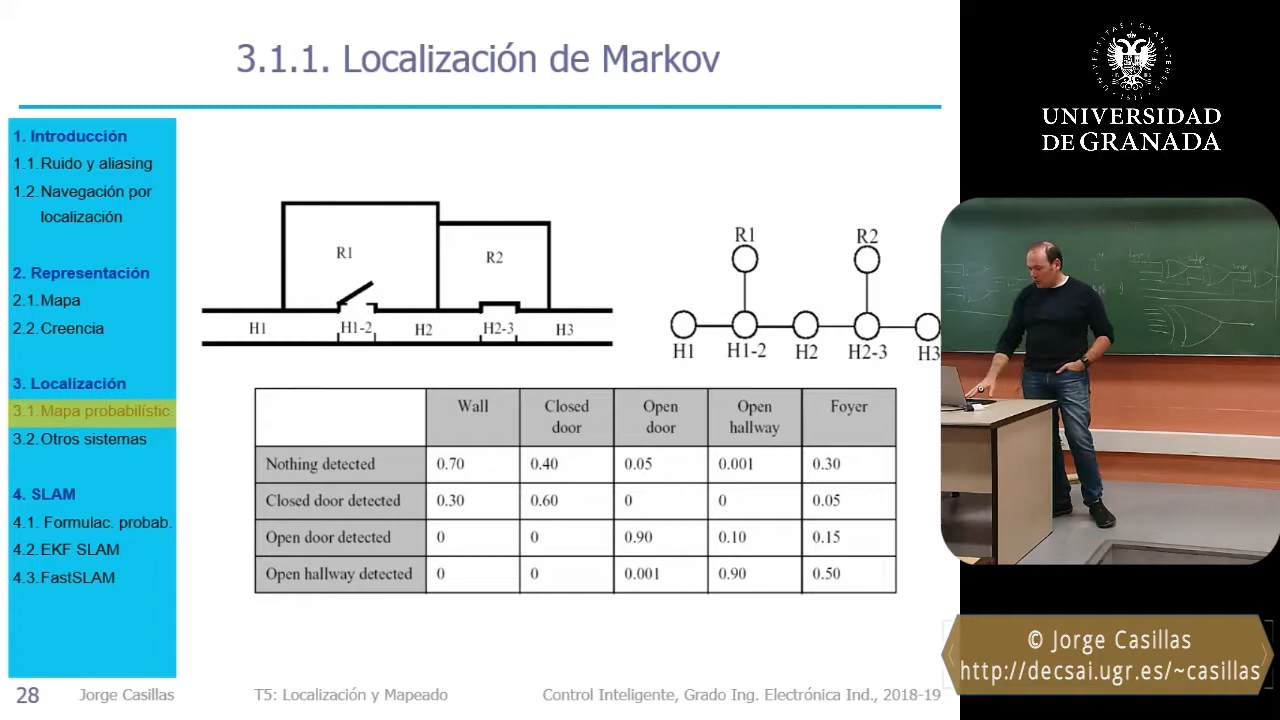 3.1.1. Localización de Markov
1. Introducción
1.1. Ruido y aliasing
1.2. Navegación por
localización
2. Representación
2.1. Mapa
2.2. Creencia
3. Localización
3.1. Mapa probabilístic.
3.2. Otros sistemas
4. SLAM
4.1. Formulac. probab.
4.2. EKF SLAM
4.3. FastSLAM
R1
R2
H1
H1-2
H2
H2-3
H3
R1
R2
H1
H1-2
H2
H2-3
H3
Wall
Closed
door
Open
door
Open
hallway
Foyer
Nothing detected 0.70 0.40 0.05 0.001 0.30
Closed door detected 0.30 0.60 0 0 0.05
Open door detected 0 0 0.90 0.10 0.15
Open hallway detected 0 0 0.001 0.90 0.50
28 Jorge Casillas T5: Localización y Mapeado Control Inteligente, Grado Ing. Electrónica Ind., 2018-19
UNIVERSIDAD
DE GRANADA
© Jorge Casillas
http://decsai.ugr.es/~casillas